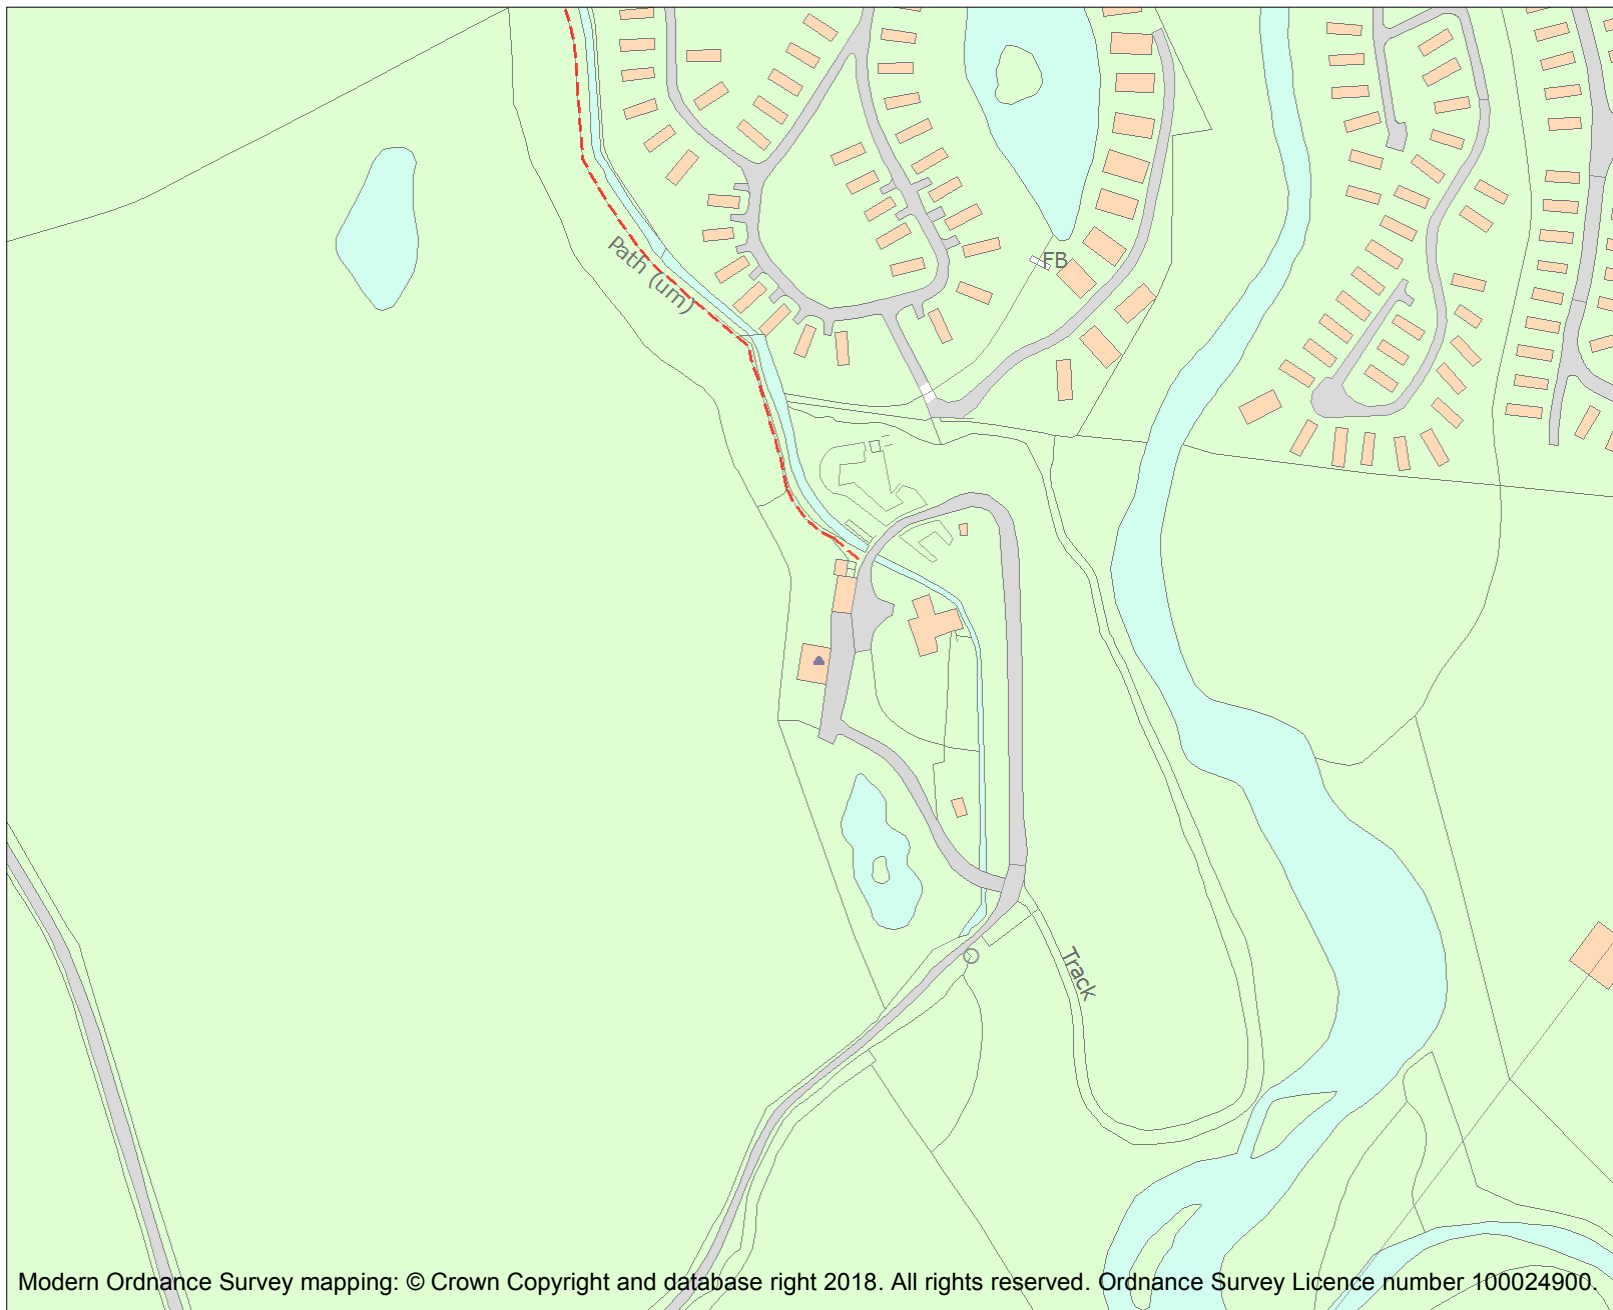 Path (um)
FB
Track
Modern Ordnance Survey mapping: © Crown Copyright and database right 2018. All rights reserved. Ordnance Survey Licence number 100024900.